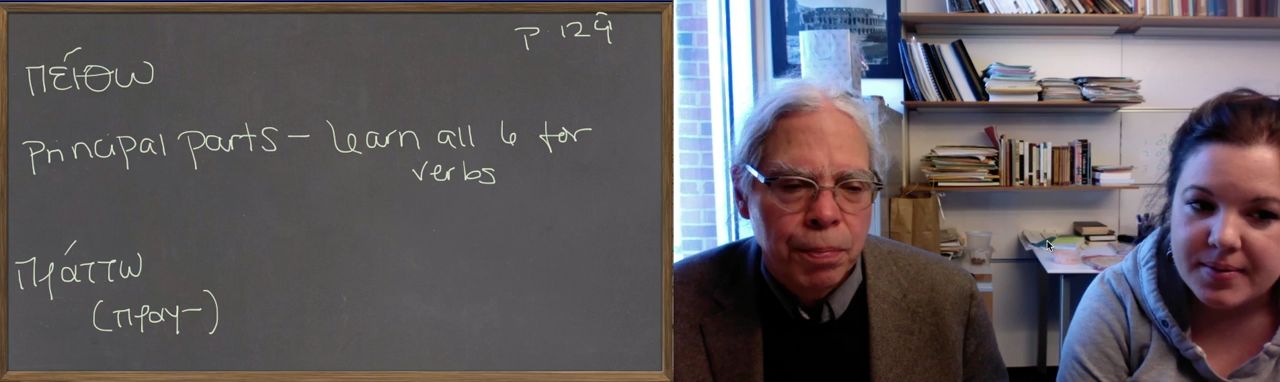 p. 124
πείθω
principal parts – learn all 6 for
verbs
πράττω
(πραγ–)